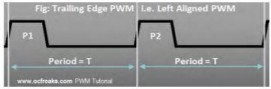 Fig: Trailing Edge PWM i.e. Left Aligned PWM
P1 P2
Period = T Period = T
www.ocfreaks.com PWM Tutorial